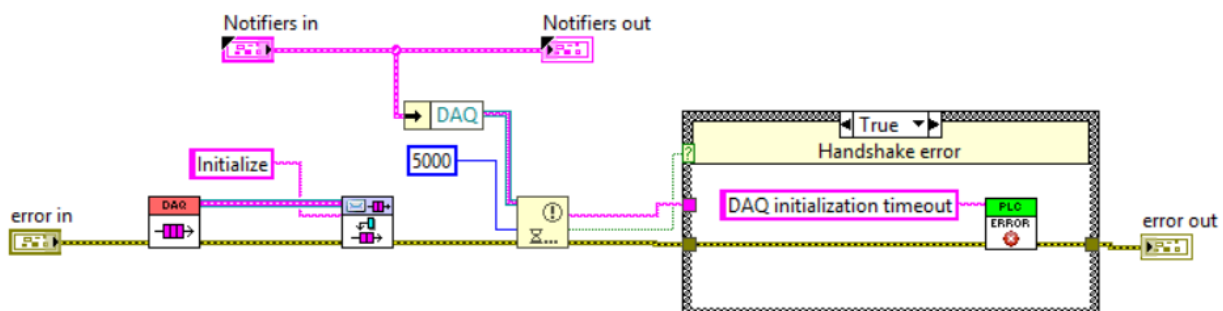 Notifiers in
Notifiers out
DAQ
5000
True
Handshake error
?
Initialize
DAQ initialization timeout
DAQ
PLC
ERROR
error in
error out